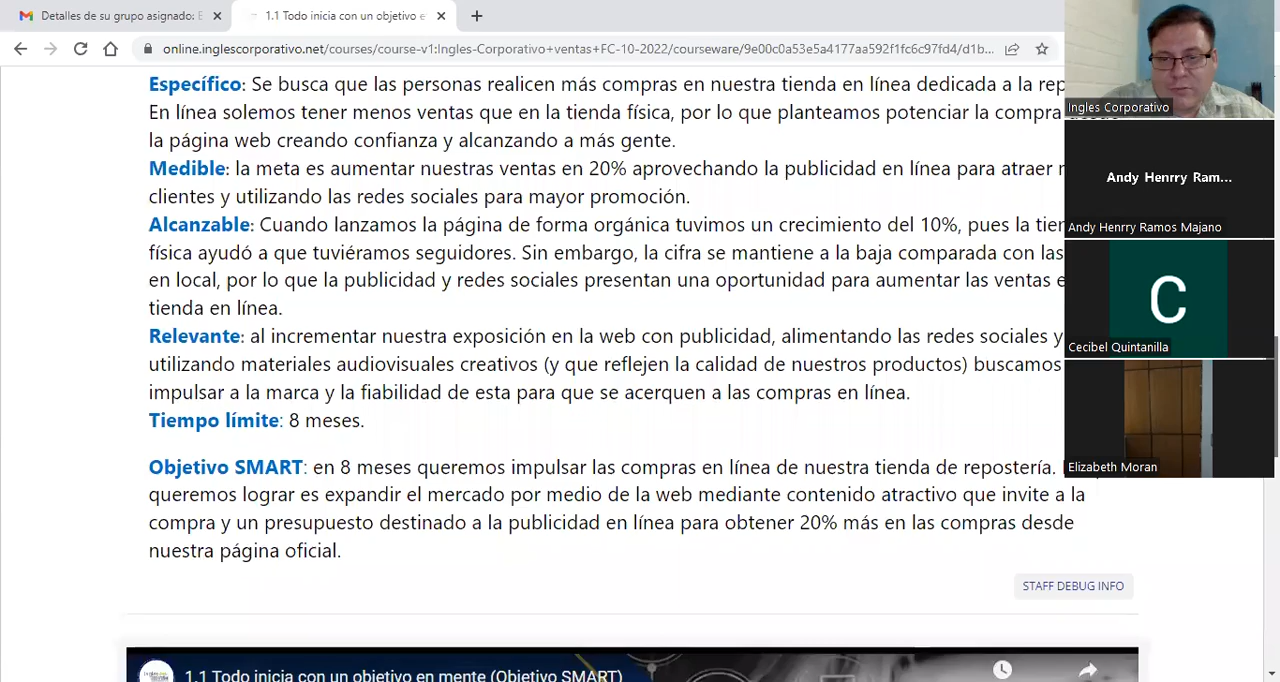 Detalles de su grupo asignado: E
1.1 Todo inicia con un objetivo e
online.inglescorporativo.net/courses/course-v1:Ingles-Corporativo+ventas+FC-10-2022/courseware/9e00c0a53e5a4177aa592f1fc6c97fd4/d1b...
Específico: Se busca que las personas realicen más compras en nuestra tienda en línea dedicada a la rep
En línea solemos tener menos ventas que en la tienda física, por lo que planteamos potenciar la compra
la página web creando confianza y alcanzando a más gente.
Medible: la meta es aumentar nuestras ventas en 20% aprovechando la publicidad en línea para atraer
clientes y utilizando las redes sociales para mayor promoción.
Alcanzable: Cuando lanzamos la página de forma orgánica tuvimos un crecimiento del 10%, pues la tien
física ayudó a que tuviéramos seguidores. Sin embargo, la cifra se mantiene a la baja comparada con las
en local, por lo que la publicidad y redes sociales presentan una oportunidad para aumentar las ventas e
tienda en línea.
Relevante: al incrementar nuestra exposición en la web con publicidad, alimentando las redes sociales y
utilizando materiales audiovisuales creativos (y que reflejen la calidad de nuestros productos) buscamos
impulsar a la marca y la fiabilidad de esta para que se acerquen a las compras en línea.
Tiempo límite: 8 meses.
Objetivo SMART: en 8 meses queremos impulsar las compras en línea de nuestra tienda de repostería.
queremos lograr es expandir el mercado por medio de la web mediante contenido atractivo que invite a la
compra y un presupuesto destinado a la publicidad en línea para obtener 20% más en las compras desde
nuestra página oficial.
STAFF DEBUG INFO
1.1 Todo inicia con un objetivo en mente (Objetivo SMART)
Ingles Corporativo
Andy Henrry Ram...
Andy Henrry Ramos Majano
C
Cecibel Quintanilla
Elizabeth Moran